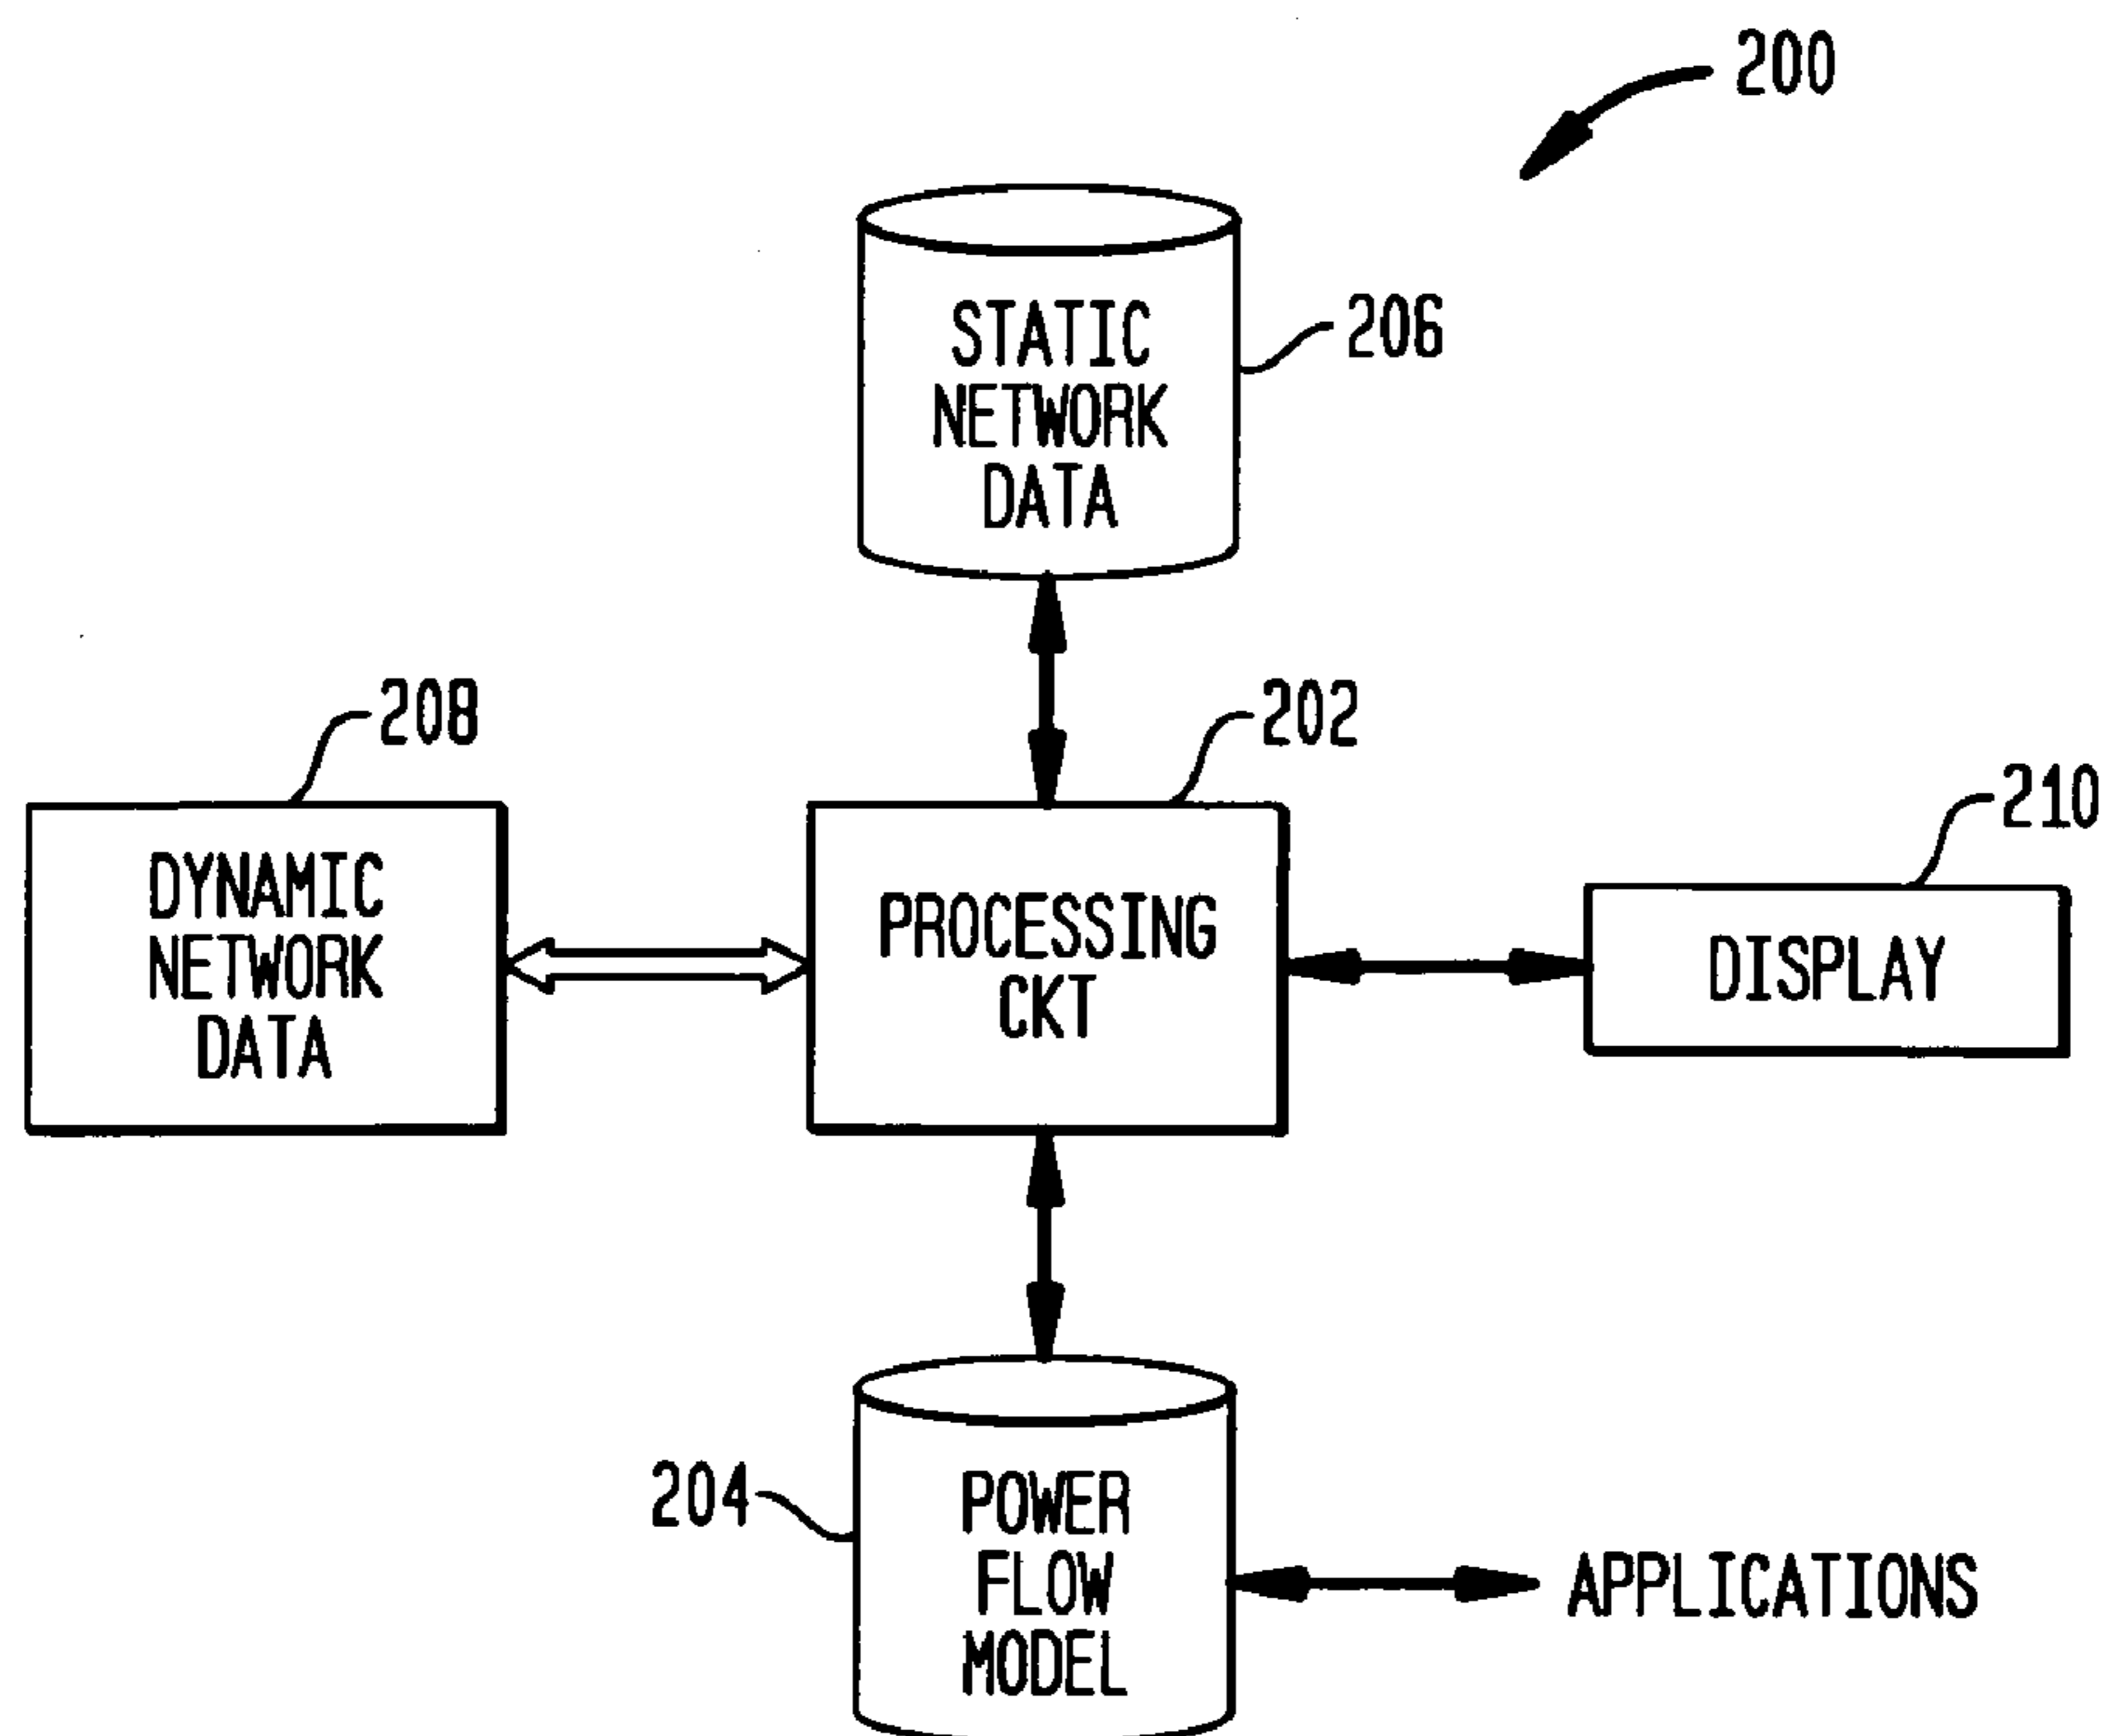 200
STATIC
NETWORK
DATA
206
208
202
210
DYNAMIC
NETWORK
DATA
PROCESSING
CKT
DISPLAY
204
POWER
FLOW
MODEL
APPLICATIONS